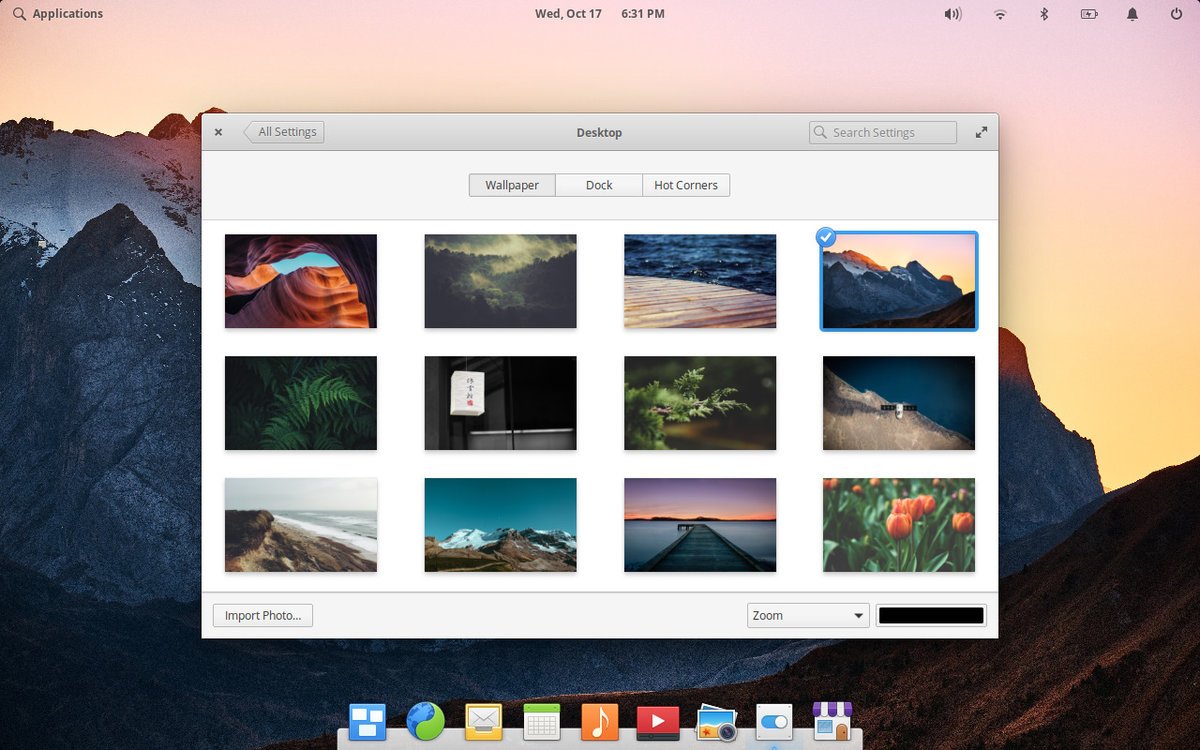 Applications
Wed, Oct 17 6:31 PM
All Settings
Desktop
Search Settings
Wallpaper
Dock
Hot Corners
Import Photo...
Zoom